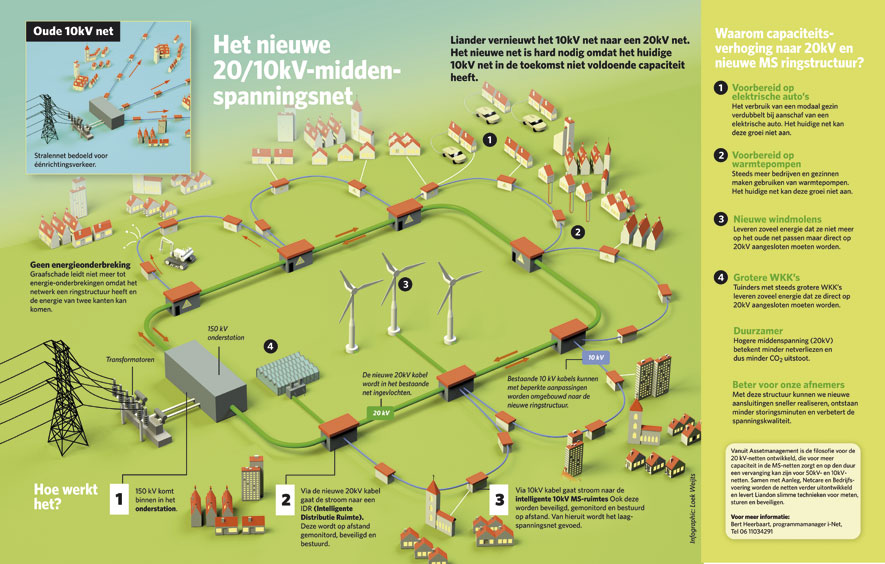 Oude 10kV net
Stralennet bedoeld voor
éénrichtingsverkeer.
Het nieuwe
20/10kV-midden-
spanningsnet
Liander vernieuwt het 10kV net naar een 20kV net.
Het nieuwe net is hard nodig omdat het huidige
10kV net in de toekomst niet voldoende capaciteit
heeft.
1
2
3
4
Geen energieonderbreking
Graafschade leidt niet meer tot
energie-onderbrekingen omdat het
netwerk een ringstructuur heeft en
de energie van twee kanten kan
komen.
Transformatoren
150 kV
onderstation
De nieuwe 20kV kabel
wordt in het bestaande
net ingevlochten.
20 kV
10 kV
Bestaande 10 kV kabels kunnen
met beperkte aanpassingen
worden omgebouwd naar de
nieuwe ringstructuur.
Hoe werkt
het?
1
150 kV komt
binnen in het
onderstation.
2
Via de nieuwe 20kV kabel
gaat de stroom naar een
IDR (Intelligente
Distributie Ruimte).
Deze wordt op afstand
gemonitord, beveiligd en
bestuurd.
3
Via 10kV kabel gaat stroom naar de
intelligente 10kV MS-ruimtes Ook deze
worden beveiligd, gemonitord en bestuurd
op afstand. Van hieruit wordt het laag-
spanningsnet gevoed.
Infographic: Loek Weijts
Waarom capaciteits-
verhoging naar 20kV en
nieuwe MS ringstructuur?
1
Voorbereid op
elektrische auto's
Het verbruik van een modaal gezin
verdubbelt bij aanschaf van een
elektrische auto. Het huidige net kan
deze groei niet aan.
2
Voorbereid op
warmtepompen
Steeds meer bedrijven en gezinnen
maken gebruiken van warmtepompen.
Het huidige net kan deze groei niet aan.
3
Nieuwe windmolens
Leveren zoveel energie dat ze niet meer
op het oude net passen maar direct op
20kV aangesloten moeten worden.
4
Grotere WKK's
Tuinders met steeds grotere WKK's
leveren zoveel energie dat ze direct op
20kV aangesloten moeten worden.
Duurzamer
Hogere middenspanning (20kV)
betekent minder netverliezen en
dus minder CO2 uitstoot.
Beter voor onze afnemers
Met deze structuur kunnen we nieuwe
aansluitingen sneller realiseren, ontstaan
minder storingsminuten en verbetert de
spanningskwaliteit.
Vanuit Assetmanagement is de filosofie voor de
20 kV-netten ontwikkeld, die voor meer
capaciteit in de MS-netten zorgt en op den duur
een vervanging kan zijn voor 50kV- en 10kV-
netten. Samen met Aanleg, Netcare en Bedrijfs-
voering worden de netten verder uitontwikkeld
en levert Liandon slimme technieken voor meten,
sturen en beveiligen.
Voor meer informatie:
Bert Heerbaart, programmamanager i-Net,
Tel 06 11034291